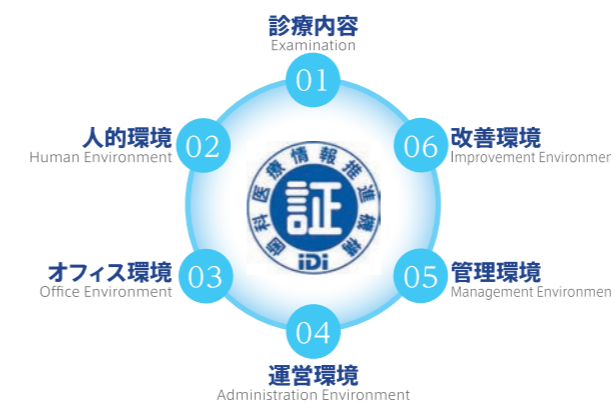 診療内容
Examination
01
人的環境
Human Environment
02
06
改善環境
Improvement Environmen
歯科医療情報推進機構
証
iDi
オフィス環境
Office Environment
03
05
管理環境
Management Environmen
04
運営環境
Administration Environment